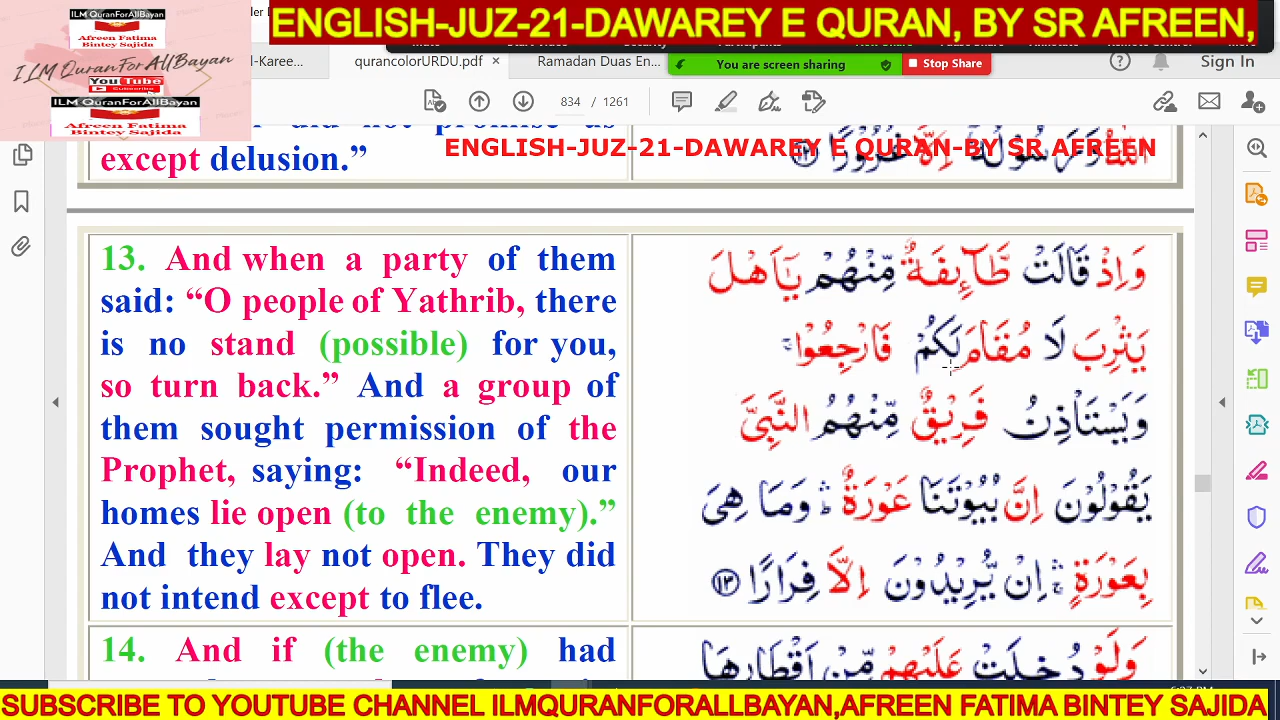 ENGLISH-JUZ-21-DAWAREY E QURAN, BY SR AFREEN,
ILM QuranForAllBayan
Afreen Fatima
Bintey Sajida
ILM QuranForAllBayan
YouTube
Subscribe
ILM QuranForAllBayan
Afreen Fatima
Bintey Sajida
l-Karee...
qurancolorURDU.pdf ×
Ramadan Duas En...
You are screen sharing
Stop Share
Sign In
834 / 1261
ENGLISH-JUZ-21-DAWAREY E QURAN-BY SR AFREEN
except delusion.”
13. And when a party of them
said: “O people of Yathrib, there
is no stand (possible) for you,
so turn back.” And a group of
them sought permission of the
Prophet, saying: “Indeed, our
homes lie open (to the enemy).”
And they lay not open. They did
not intend except to flee.
14. And if (the enemy) had
وَاِذْ قَالَتْ طَّآئِفَةٌ مِّنْهُمْ يٰۤاَهْلَ
يَثْرِبَ لَا مُقَامَ لَكُمْ فَارْجِعُوْا ۚ
وَيَسْتَاْذِنُ فَرِيْقٌ مِّنْهُمُ النَّبِىَّ
يَقُوْلُوْنَ اِنَّ بُيُوْتَنَا عَوْرَةٌ ۛؕ وَمَا هِىَ
بِعَوْرَةٍ ۛۚ اِنْ يُّرِيْدُوْنَ اِلَّا فِرَارًا ﴿۱۳﴾
وَلَوْ دُخِلَتْ عَلَيْهِمْ مِّنْ اَقْطَارِهَا
SUBSCRIBE TO YOUTUBE CHANNEL ILMQURANFORALLBAYAN,AFREEN FATIMA BINTEY SAJIDA